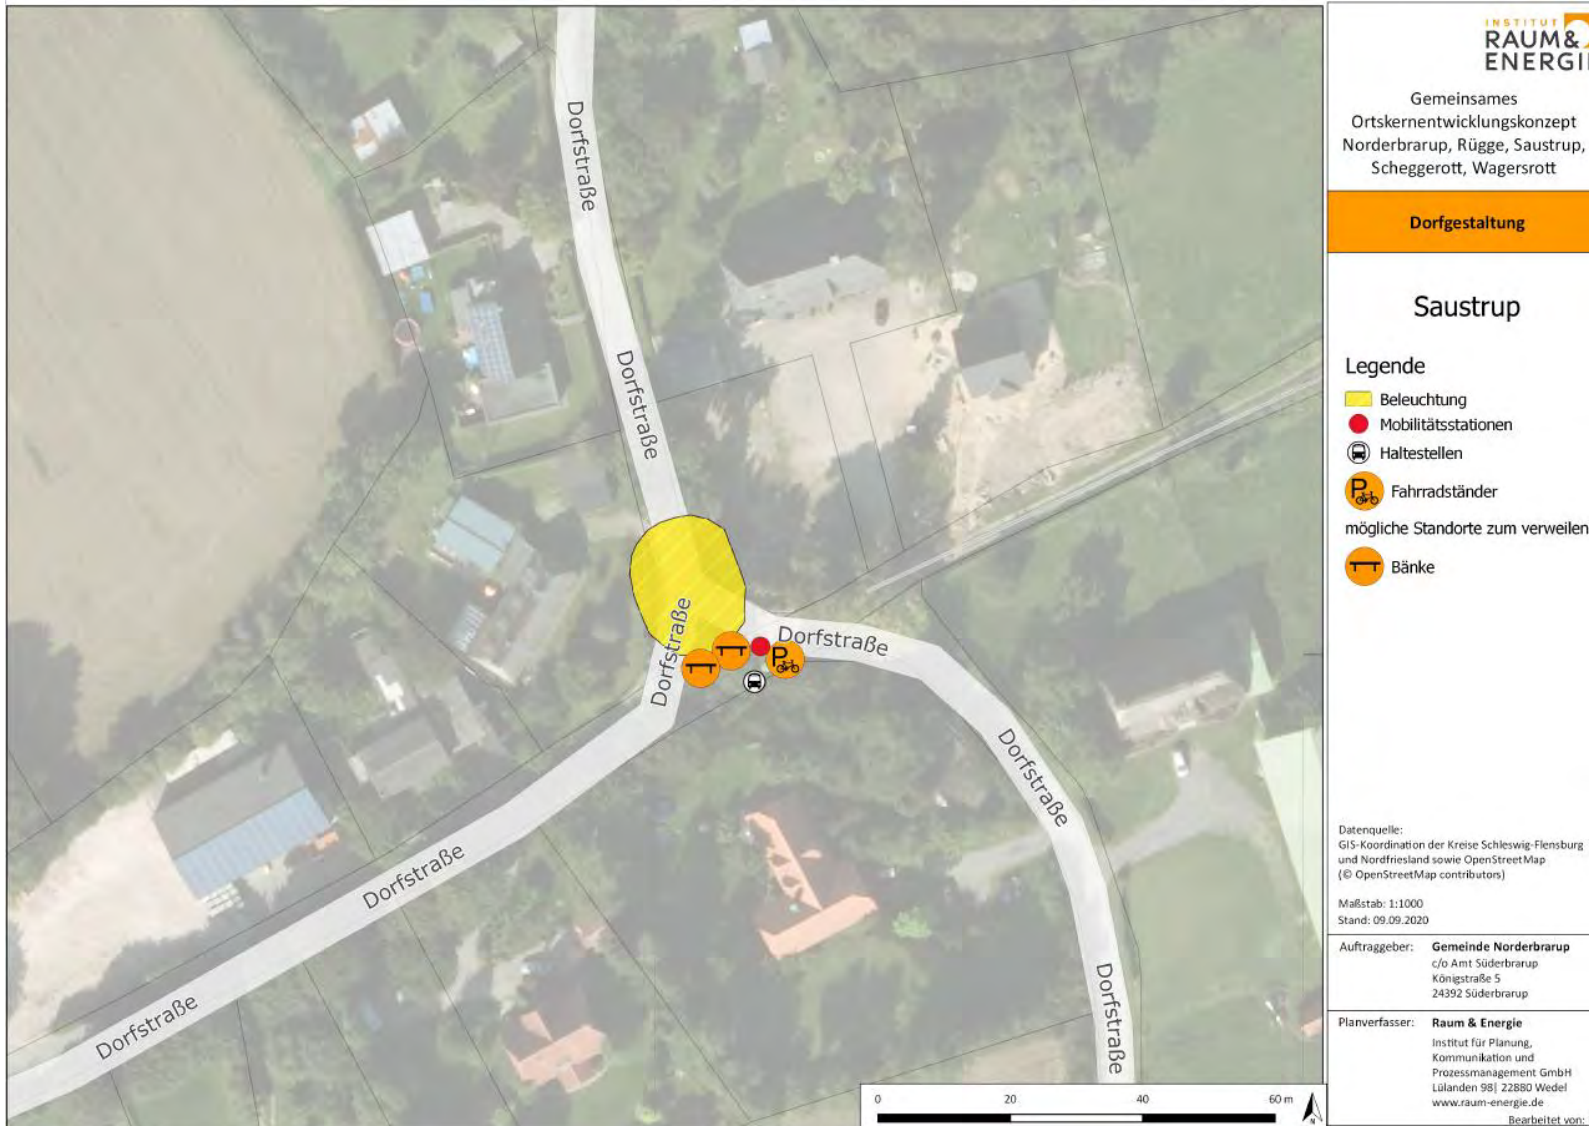 Dorfstraße
Dorfstraße
Dorfstraße
Dorfstraße
Dorfstraße
Dorfstraße
Dorfstraße
Dorfstraße
P
P
0 20 40 60 m
N
INSTITUT
RAUM&
ENERGIE
Gemeinsames
Ortskernentwicklungskonzept
Norderbrarup, Rügge, Saustrup,
Scheggerott, Wagersrott
Dorfgestaltung
Saustrup
Legende
Beleuchtung
Mobilitätsstationen
Haltestellen
Fahrradständer
mögliche Standorte zum verweilen
Bänke
Datenquelle:
GIS-Koordination der Kreise Schleswig-Flensburg
und Nordfriesland sowie OpenStreetMap
(© OpenStreetMap contributors)
Maßstab: 1:1000
Stand: 09.09.2020
Auftraggeber: Gemeinde Norderbrarup
c/o Amt Süderbrarup
Königstraße 5
24392 Süderbrarup
Planverfasser: Raum & Energie
Institut für Planung,
Kommunikation und
Prozessmanagement GmbH
Lülanden 98| 22880 Wedel
www.raum-energie.de
Bearbeitet von: